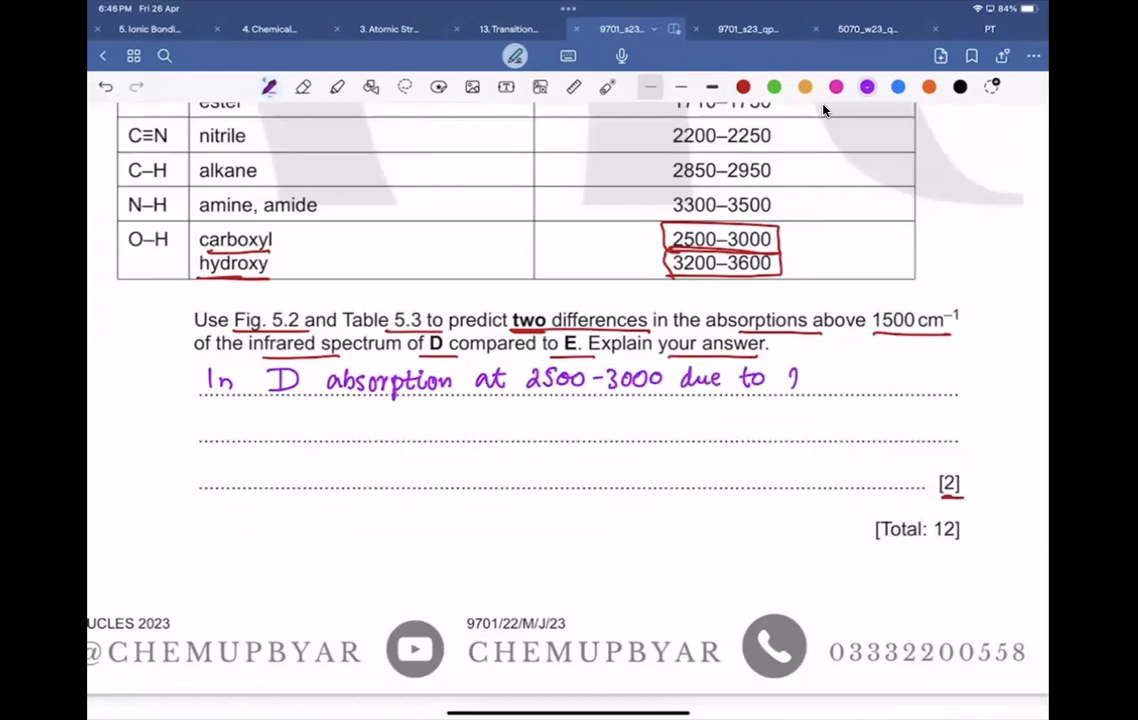 6:46 PM Fri 26 Apr
84%
5. Ionic Bondi...
4. Chemical...
3. Atomic Str...
13. Transition...
9701_s23...
9701_s23_qp...
5070_w23_q...
PT
ester 1710–1750
C≡N nitrile 2200–2250
C–H alkane 2850–2950
N–H amine, amide 3300–3500
O–H carboxyl 2500–3000
hydroxy 3200–3600
Use Fig. 5.2 and Table 5.3 to predict two differences in the absorptions above 1500 cm⁻¹
of the infrared spectrum of D compared to E. Explain your answer.
In D absorption at 2500-3000 due to
[2]
[Total: 12]
UCLES 2023
9701/22/M/J/23
@CHEMUPBYAR
CHEMUPBYAR
03332200558